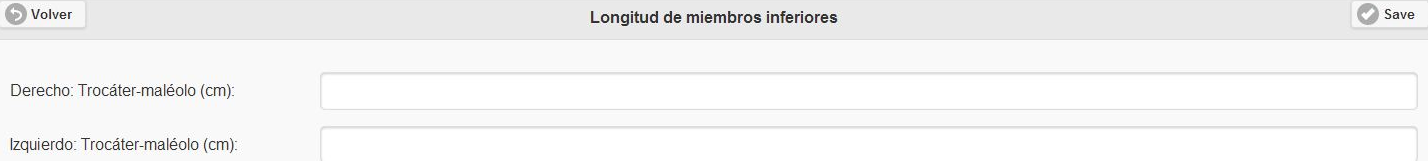 Volver
Longitud de miembros inferiores
Save
Derecho: Trocáter-maléolo (cm):
Izquierdo: Trocáter-maléolo (cm):